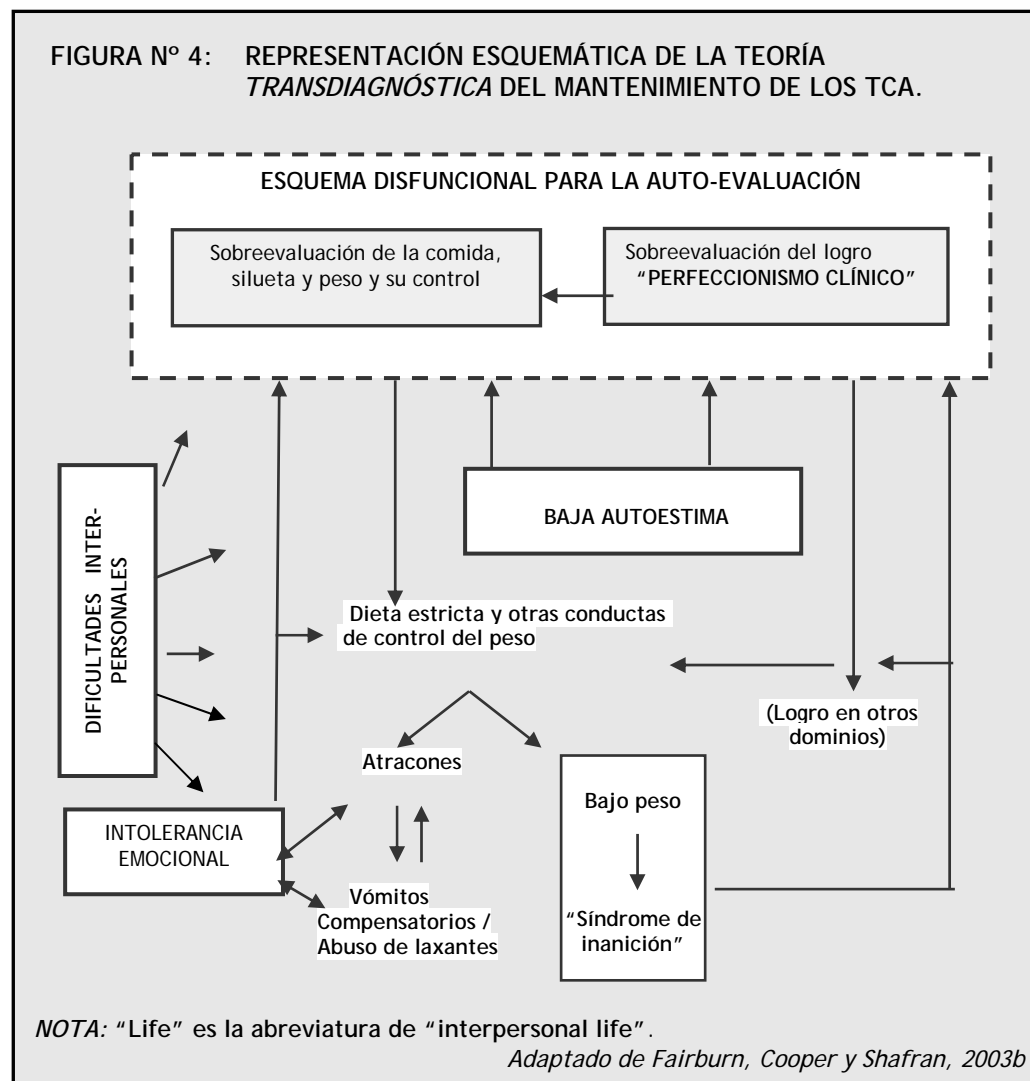 FIGURA Nº 4: REPRESENTACIÓN ESQUEMÁTICA DE LA TEORÍA
TRANSDIAGNÓSTICA DEL MANTENIMIENTO DE LOS TCA.
ESQUEMA DISFUNCIONAL PARA LA AUTO-EVALUACIÓN
Sobreevaluación de la comida,
silueta y peso y su control
Sobreevaluación del logro
“PERFECCIONISMO CLÍNICO”
DIFICULTADES INTER-
PERSONALES
BAJA AUTOESTIMA
Dieta estricta y otras conductas
de control del peso
(Logro en otros
dominios)
Atracones
Bajo peso
INTOLERANCIA
EMOCIONAL
Vómitos
Compensatorios /
Abuso de laxantes
“Síndrome de
inanición”
NOTA: “Life” es la abreviatura de “interpersonal life”.
Adaptado de Fairburn, Cooper y Shafran, 2003b